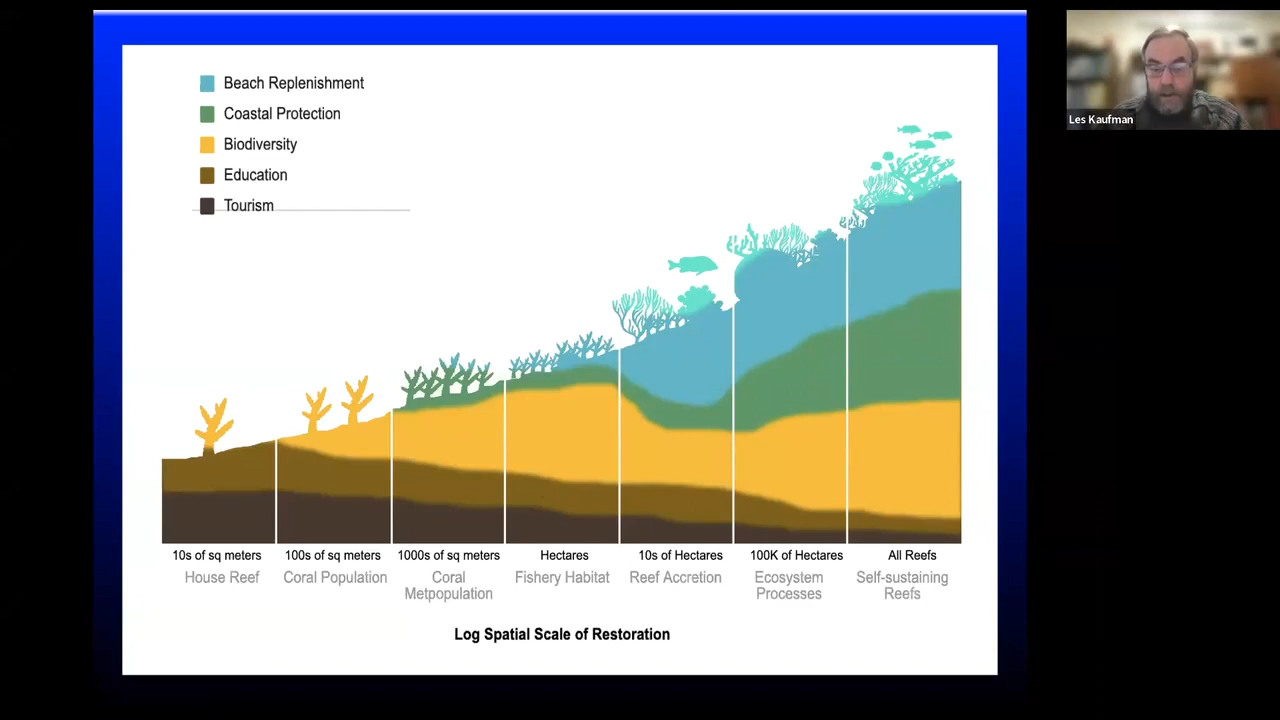 Beach Replenishment
Coastal Protection
Biodiversity
Education
Tourism
Les Kaufman
10s of sq meters
100s of sq meters
1000s of sq meters
Hectares
10s of Hectares
100K of Hectares
All Reefs
House Reef
Coral Population
Coral
Metpopulation
Fishery Habitat
Reef Accretion
Ecosystem
Processes
Self-sustaining
Reefs
Log Spatial Scale of Restoration